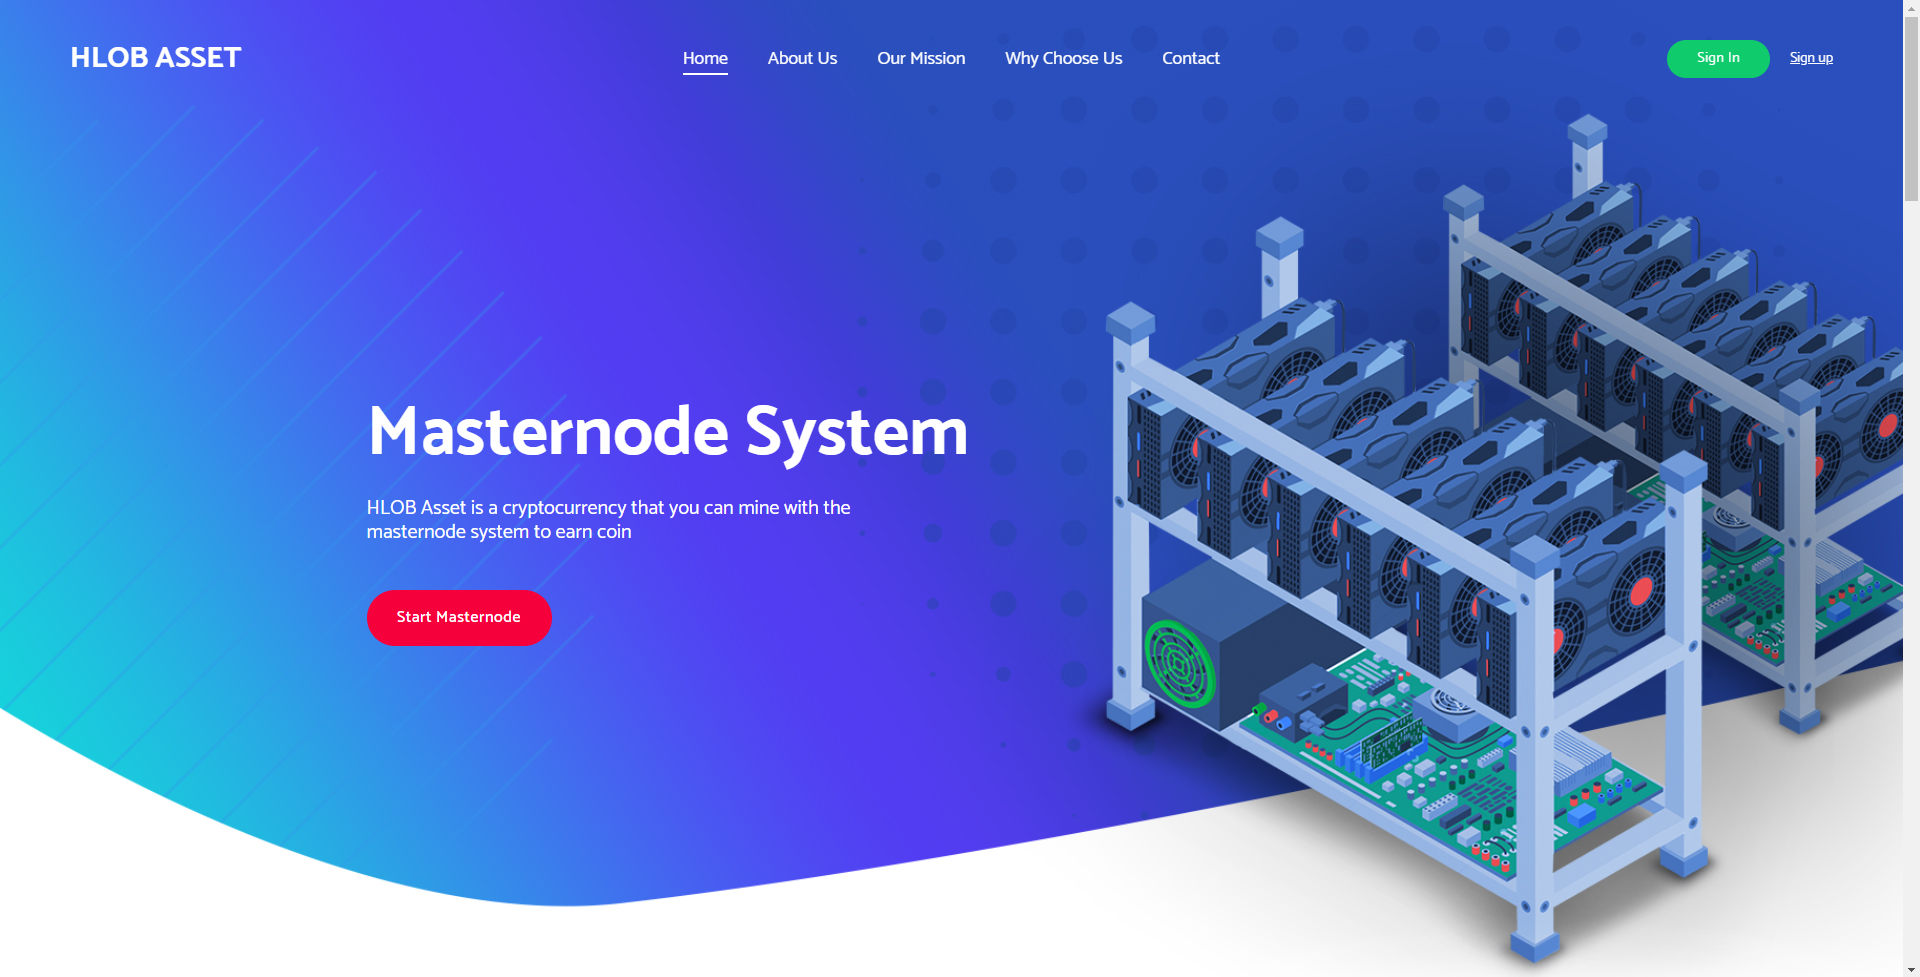 HLOB ASSET
Home
About Us
Our Mission
Why Choose Us
Contact
Sign In
Sign up
Masternode System
HLOB Asset is a cryptocurrency that you can mine with the
masternode system to earn coin
Start Masternode